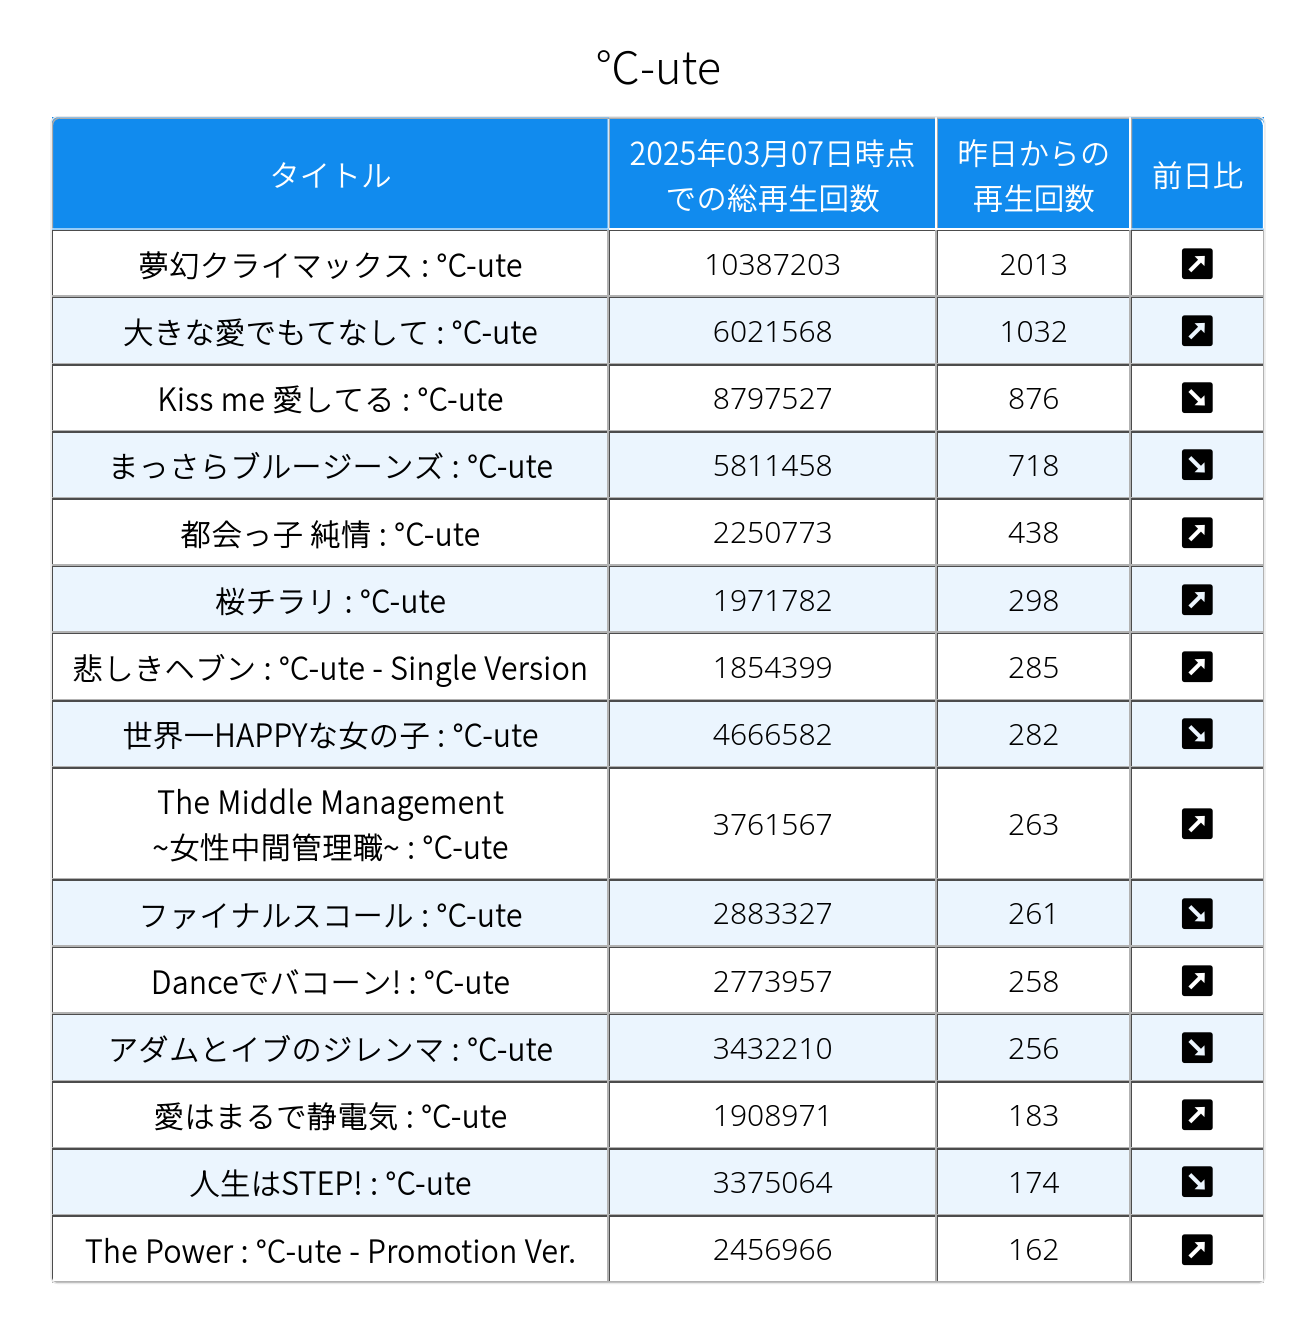 ℃-ute
タイトル
2025年03月07日時点
での総再生回数
昨日からの
再生回数
前日比
夢幻クライマックス : ℃-ute 10387203 2013 ↗
大きな愛でもてなして : ℃-ute 6021568 1032 ↗
Kiss me 愛してる : ℃-ute 8797527 876 ↘
まっさらブルージーンズ : ℃-ute 5811458 718 ↘
都会っ子 純情 : ℃-ute 2250773 438 ↗
桜チラリ : ℃-ute 1971782 298 ↗
悲しきヘブン : ℃-ute - Single Version 1854399 285 ↗
世界一HAPPYな女の子 : ℃-ute 4666582 282 ↘
The Middle Management
~女性中間管理職~ : ℃-ute 3761567 263 ↗
ファイナルスコール : ℃-ute 2883327 261 ↘
Danceでバコーン! : ℃-ute 2773957 258 ↗
アダムとイブのジレンマ : ℃-ute 3432210 256 ↘
愛はまるで静電気 : ℃-ute 1908971 183 ↗
人生はSTEP! : ℃-ute 3375064 174 ↘
The Power : ℃-ute - Promotion Ver. 2456966 162 ↗